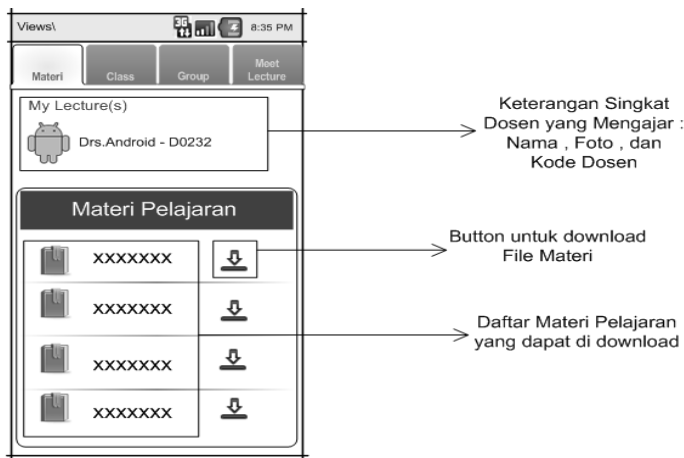 Views\ 3G 8:35 PM
Materi Class Group Meet Lecture
My Lecture(s)
Drs.Android - D0232
Materi Pelajaran
xxxxxxx
xxxxxxx
xxxxxxx
xxxxxxx
Keterangan Singkat
Dosen yang Mengajar :
Nama , Foto , dan
Kode Dosen
Button untuk download
File Materi
Daftar Materi Pelajaran
yang dapat di download